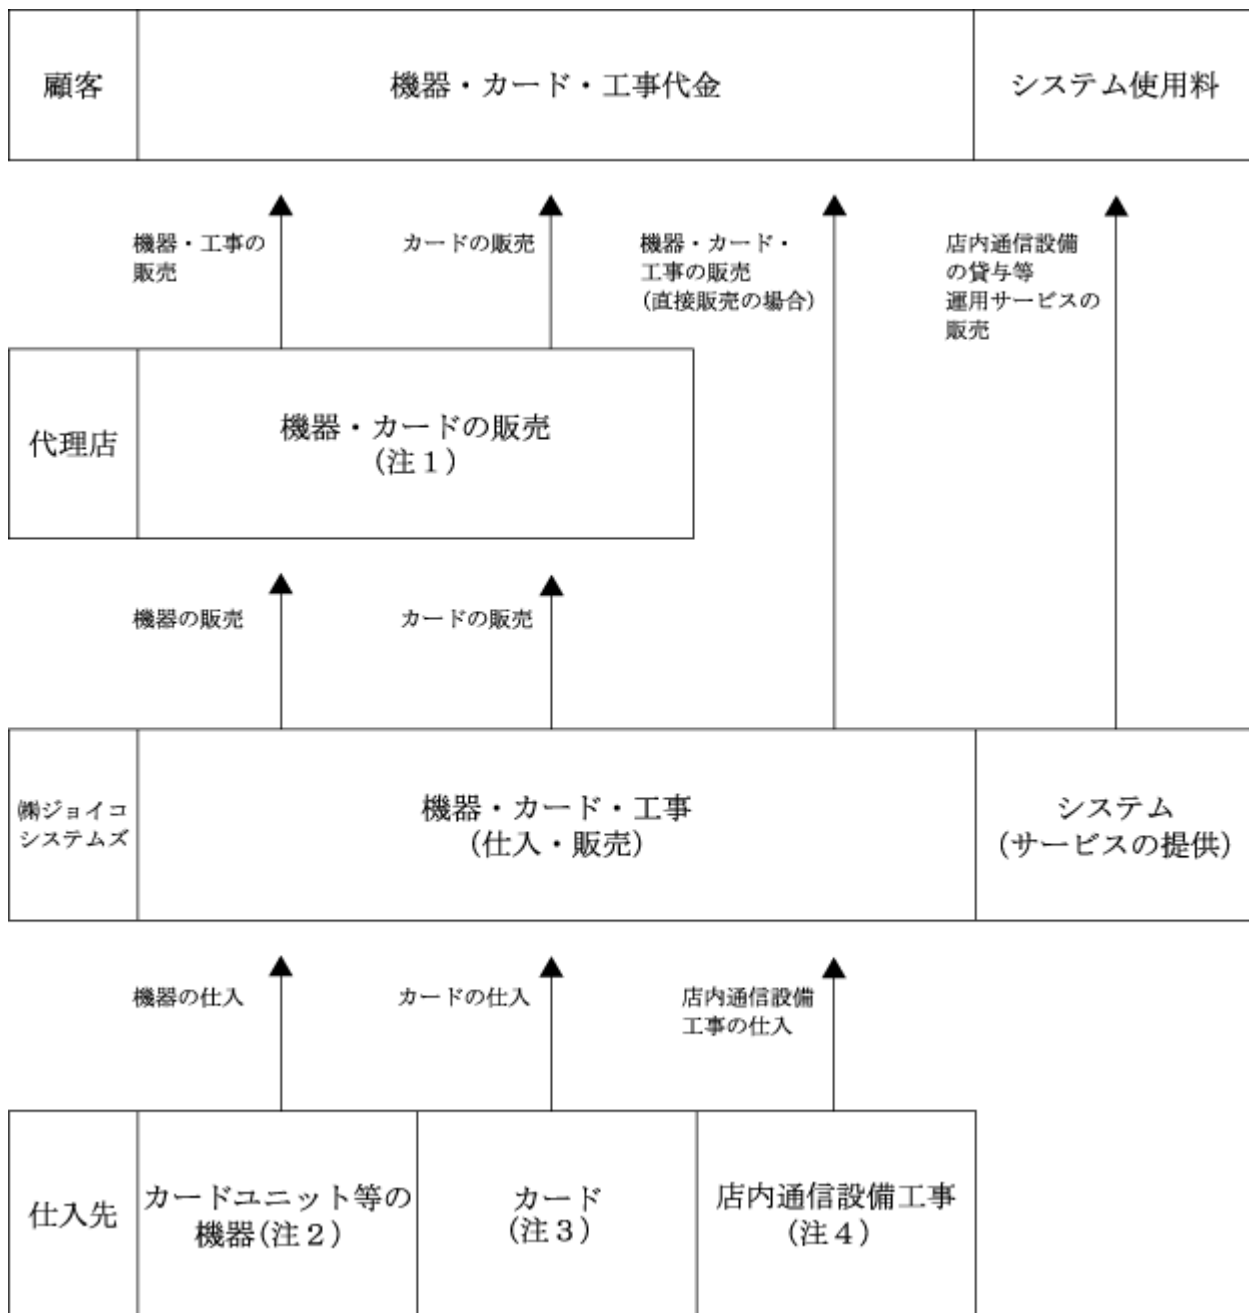 顧客
機器・カード・工事代金
システム使用料
機器・工事の
販売
カードの販売
機器・カード・
工事の販売
(直接販売の場合)
店内通信設備
の貸与等
運用サービスの
販売
代理店
機器・カードの販売
(注１)
機器の販売
カードの販売
㈱ジョイコ
システムズ
機器・カード・工事
(仕入・販売)
システム
(サービスの提供)
機器の仕入
カードの仕入
店内通信設備
工事の仕入
仕入先
カードユニット等の
機器(注２)
カード
(注３)
店内通信設備工事
(注４)